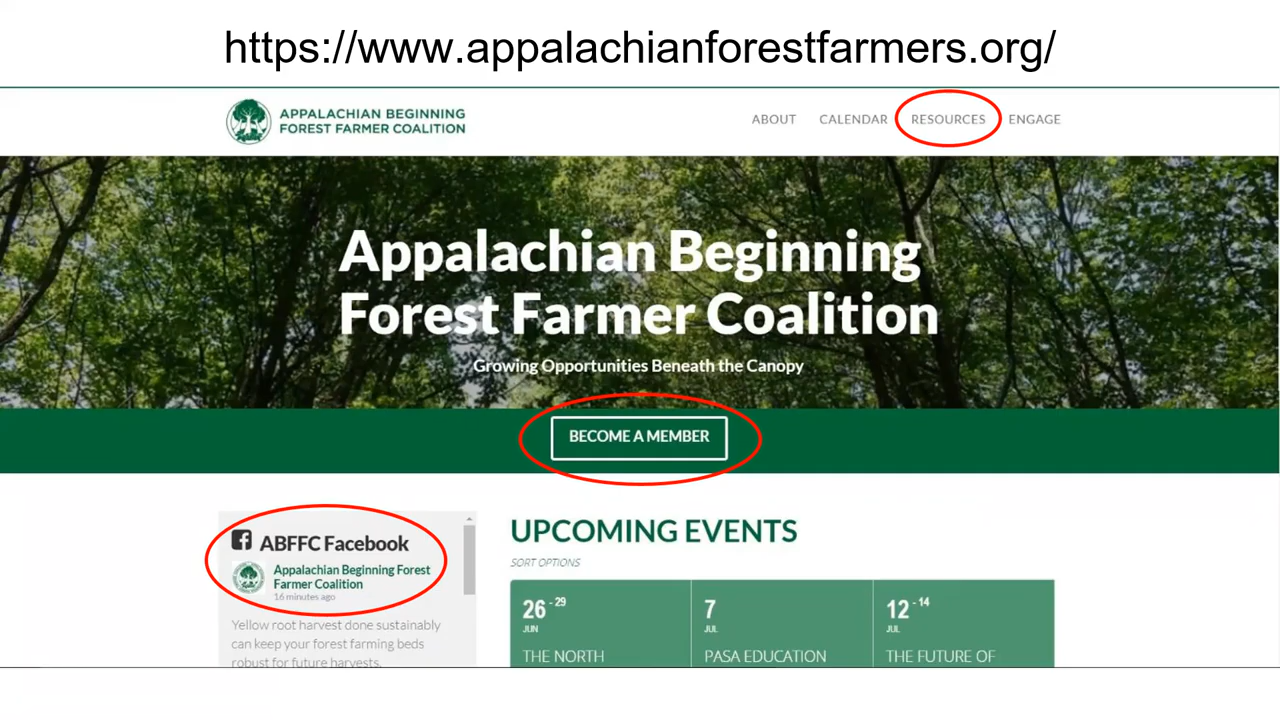 https://www.appalachianforestfarmers.org/
APPALACHIAN BEGINNING
FOREST FARMER COALITION
ABOUT CALENDAR RESOURCES ENGAGE
Appalachian Beginning
Forest Farmer Coalition
Growing Opportunities Beneath the Canopy
BECOME A MEMBER
ABFFC Facebook
Appalachian Beginning Forest
Farmer Coalition
16 minutes ago
Yellow root harvest done sustainably
can keep your forest farming beds
robust for future harvests.
UPCOMING EVENTS
SORT OPTIONS
26 - 29
JUN
THE NORTH
7
JUL
PASA EDUCATION
12 - 14
JUL
THE FUTURE OF